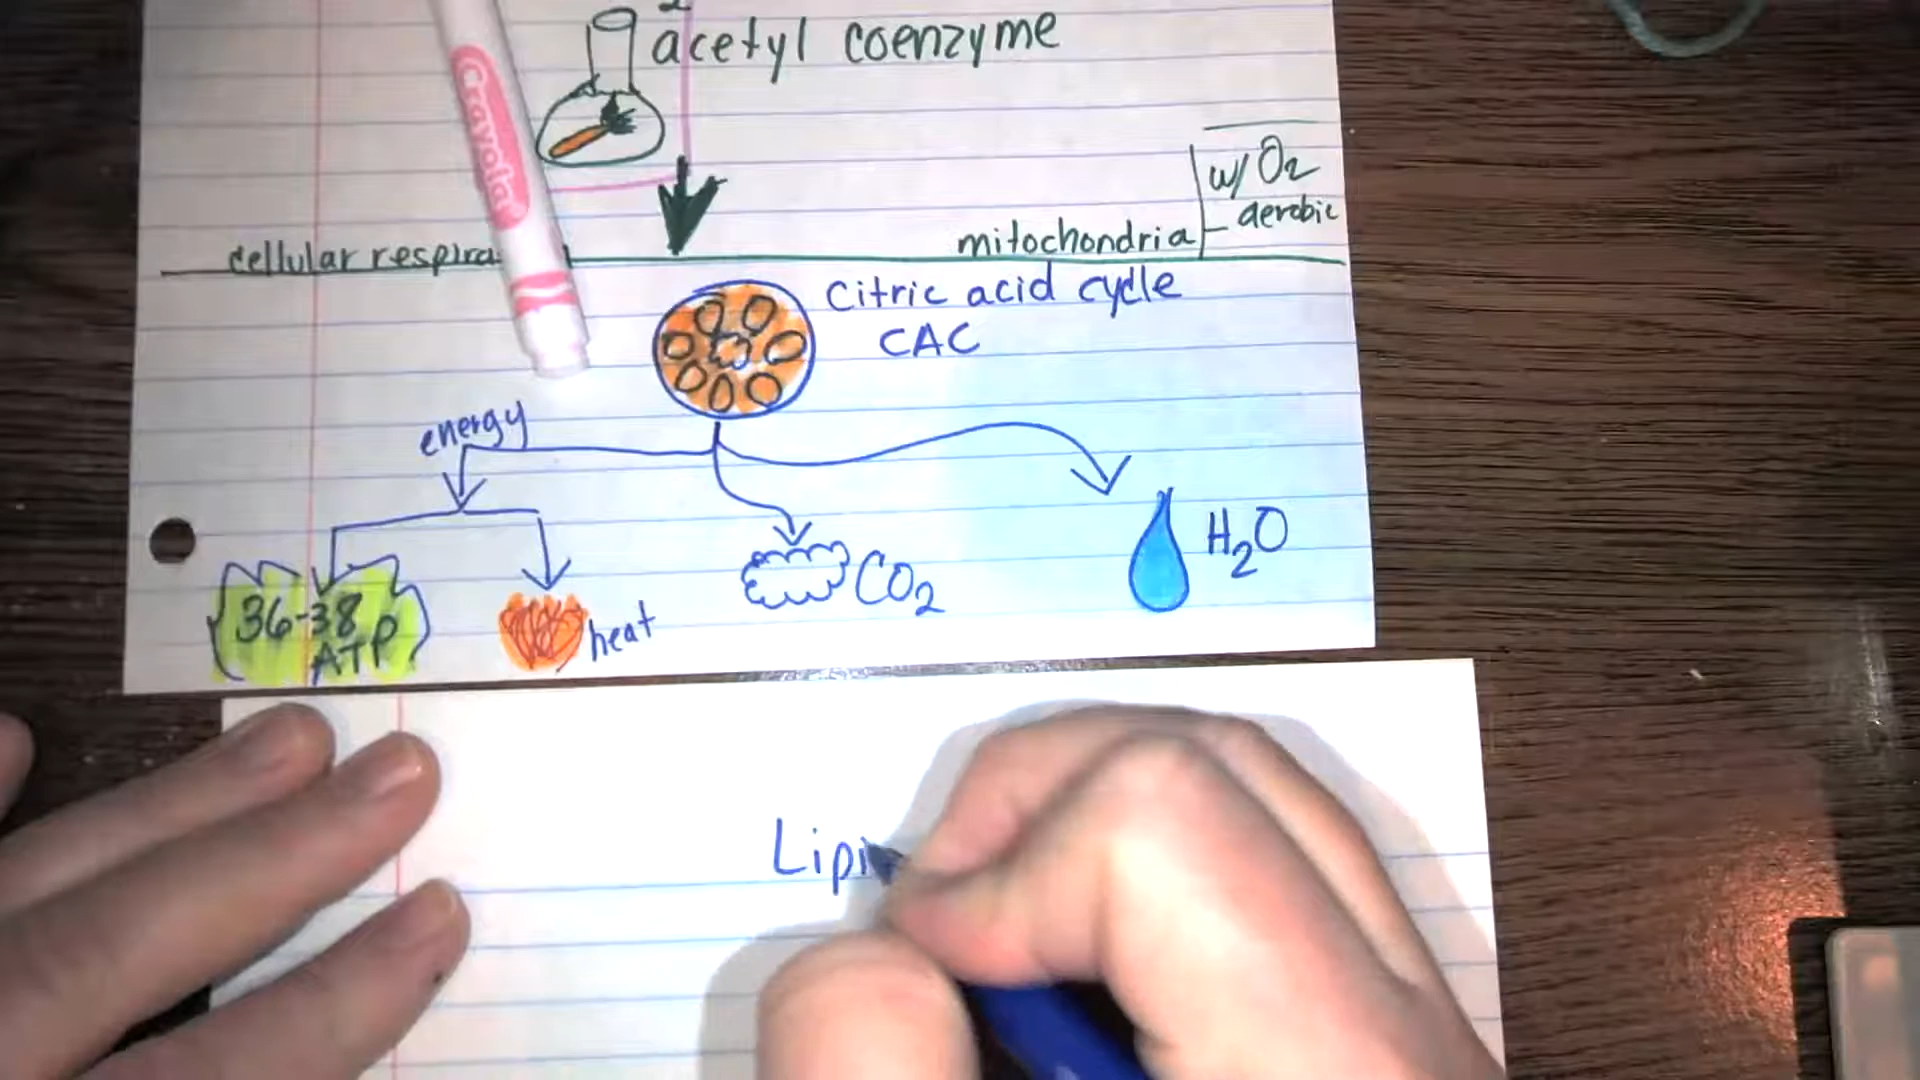 acetyl coenzyme
Crayola
w/ O2
aerobic
mitochondria
cellular respira
Citric acid cycle
CAC
energy
36-38
ATP
heat
CO2
H2O
Lipi